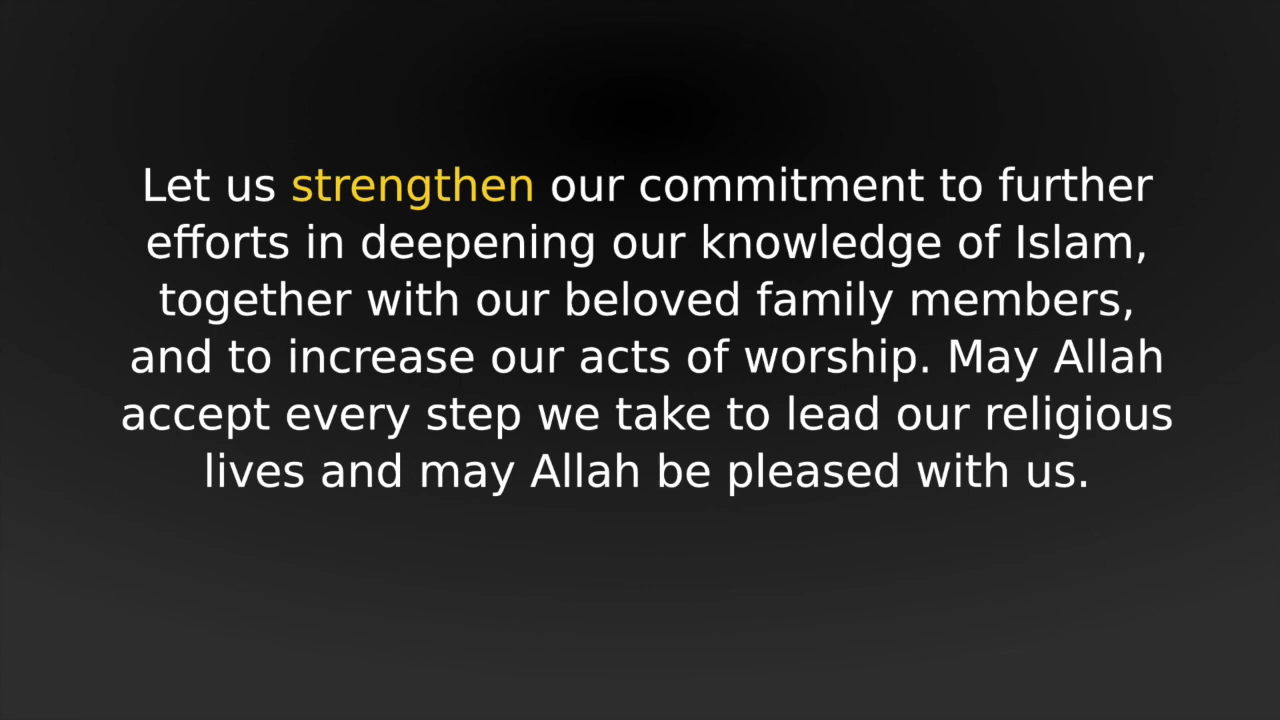 Let us strengthen our commitment to further
efforts in deepening our knowledge of Islam,
together with our beloved family members,
and to increase our acts of worship. May Allah
accept every step we take to lead our religious
lives and may Allah be pleased with us.